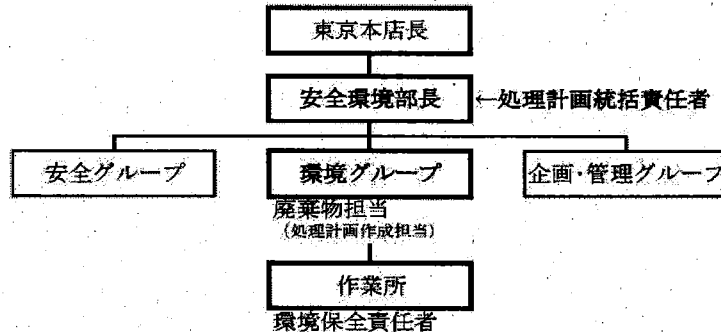 東京本店長
安全環境部長 ←処理計画統括責任者
安全グループ 環境グループ 企画・管理グループ
廃棄物担当
(処理計画作成担当)
作業所
環境保全責任者